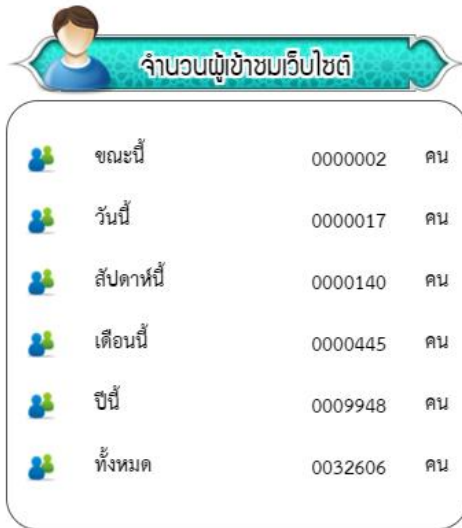 จำนวนผู้เข้าชมเว็บไซต์
ขณะนี้ 0000002 คน
วันนี้ 0000017 คน
สัปดาห์นี้ 0000140 คน
เดือนนี้ 0000445 คน
ปีนี้ 0009948 คน
ทั้งหมด 0032606 คน